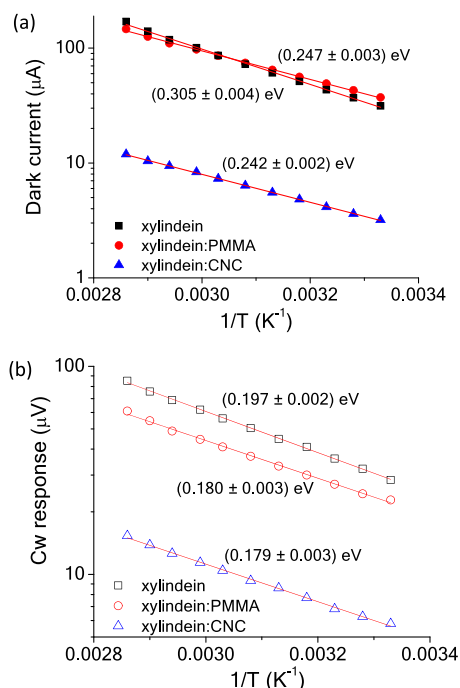 (a)
100
10
1
Dark current (μA)
(0.247 ± 0.003) eV
(0.305 ± 0.004) eV
(0.242 ± 0.002) eV
xylindein
xylindein:PMMA
xylindein:CNC
0.0028 0.0030 0.0032 0.0034
1/T (K⁻¹)
(b)
100
10
Cw response (μV)
(0.197 ± 0.002) eV
(0.180 ± 0.003) eV
(0.179 ± 0.003) eV
xylindein
xylindein:PMMA
xylindein:CNC
0.0028 0.0030 0.0032 0.0034
1/T (K⁻¹)